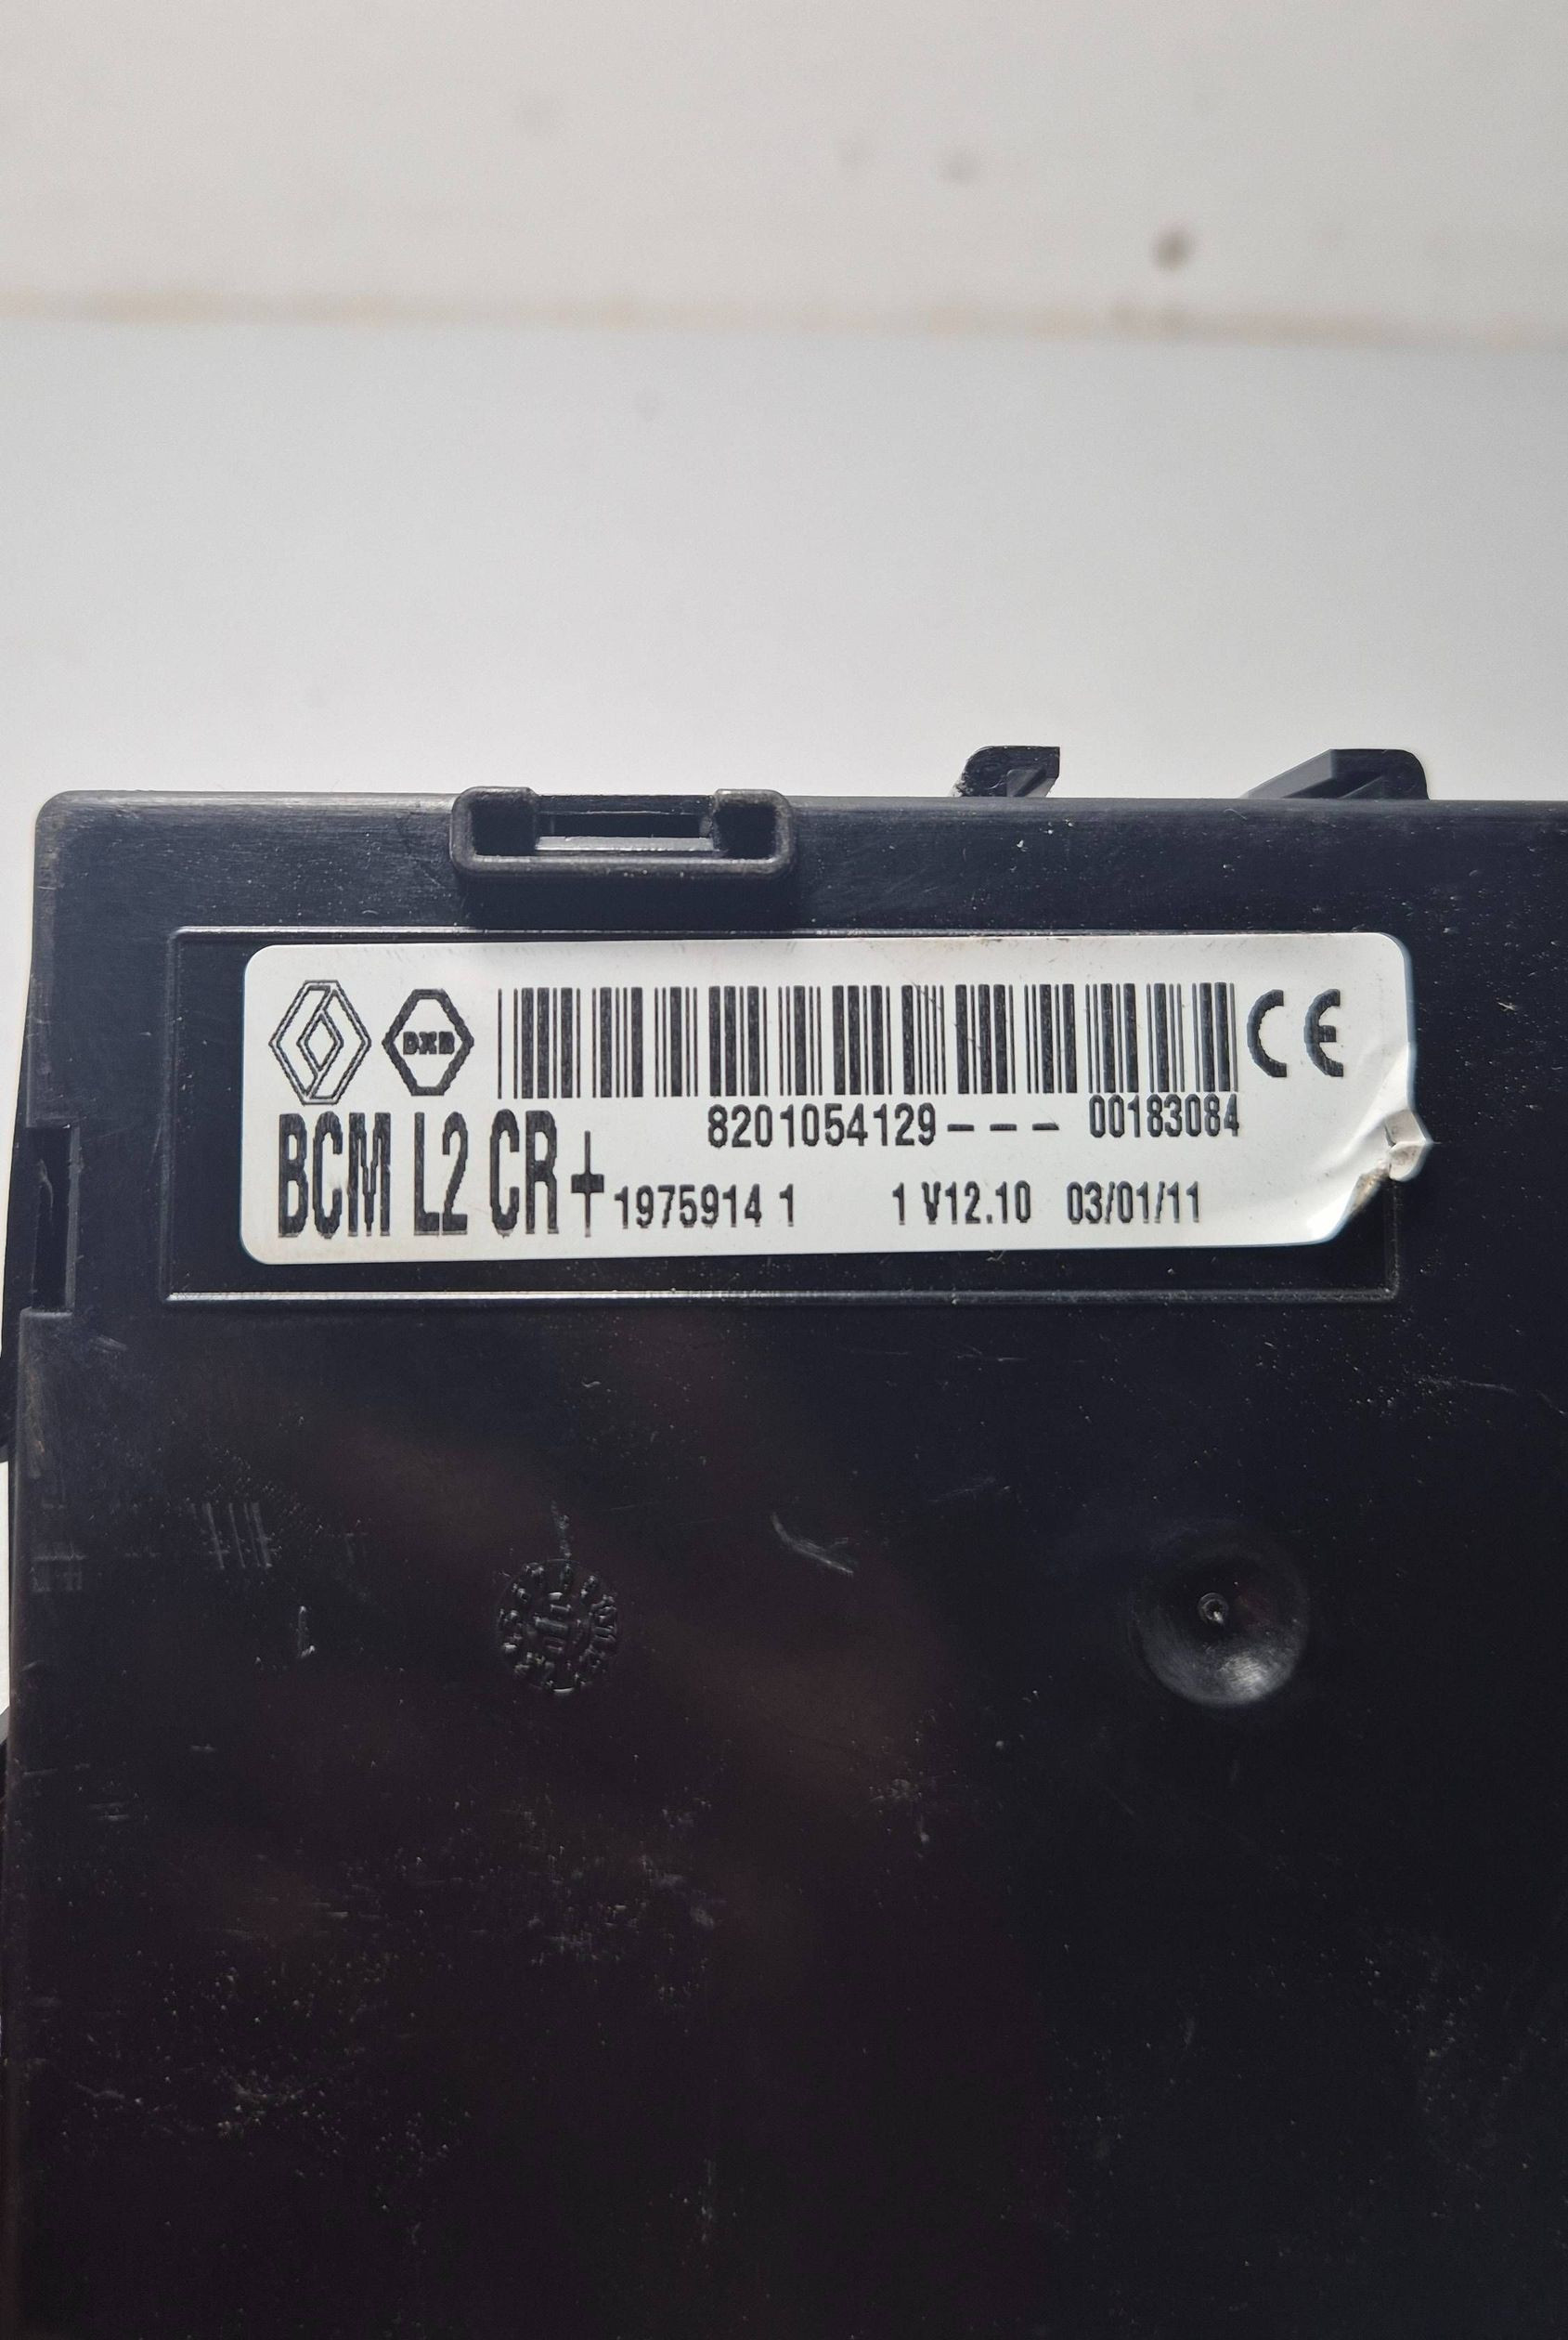 DXB CE
8201054129--- 00183084
BCM L2 CR+ 1975914 1 1 V12.10 03/01/11